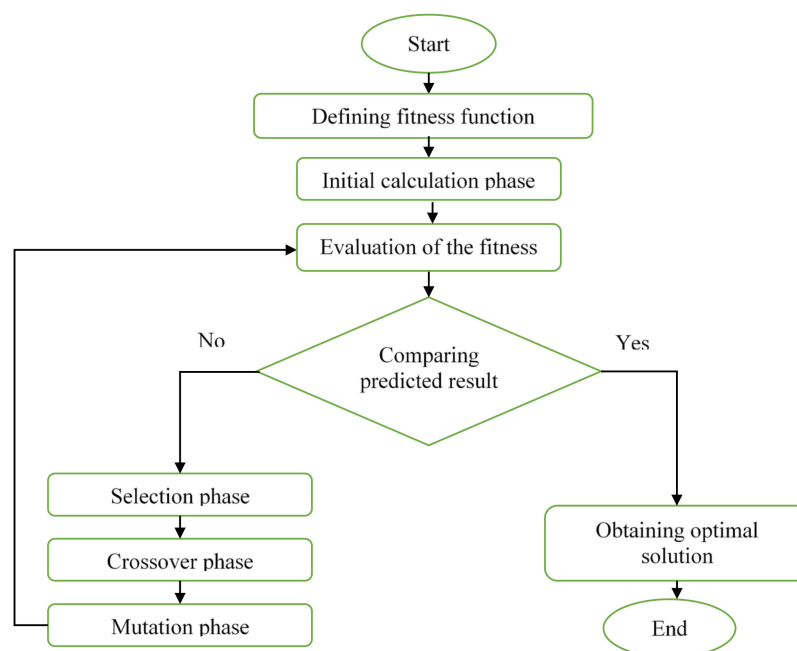 Start
Defining fitness function
Initial calculation phase
Evaluation of the fitness
No
Yes
Comparing
predicted result
Selection phase
Crossover phase
Mutation phase
Obtaining optimal
solution
End